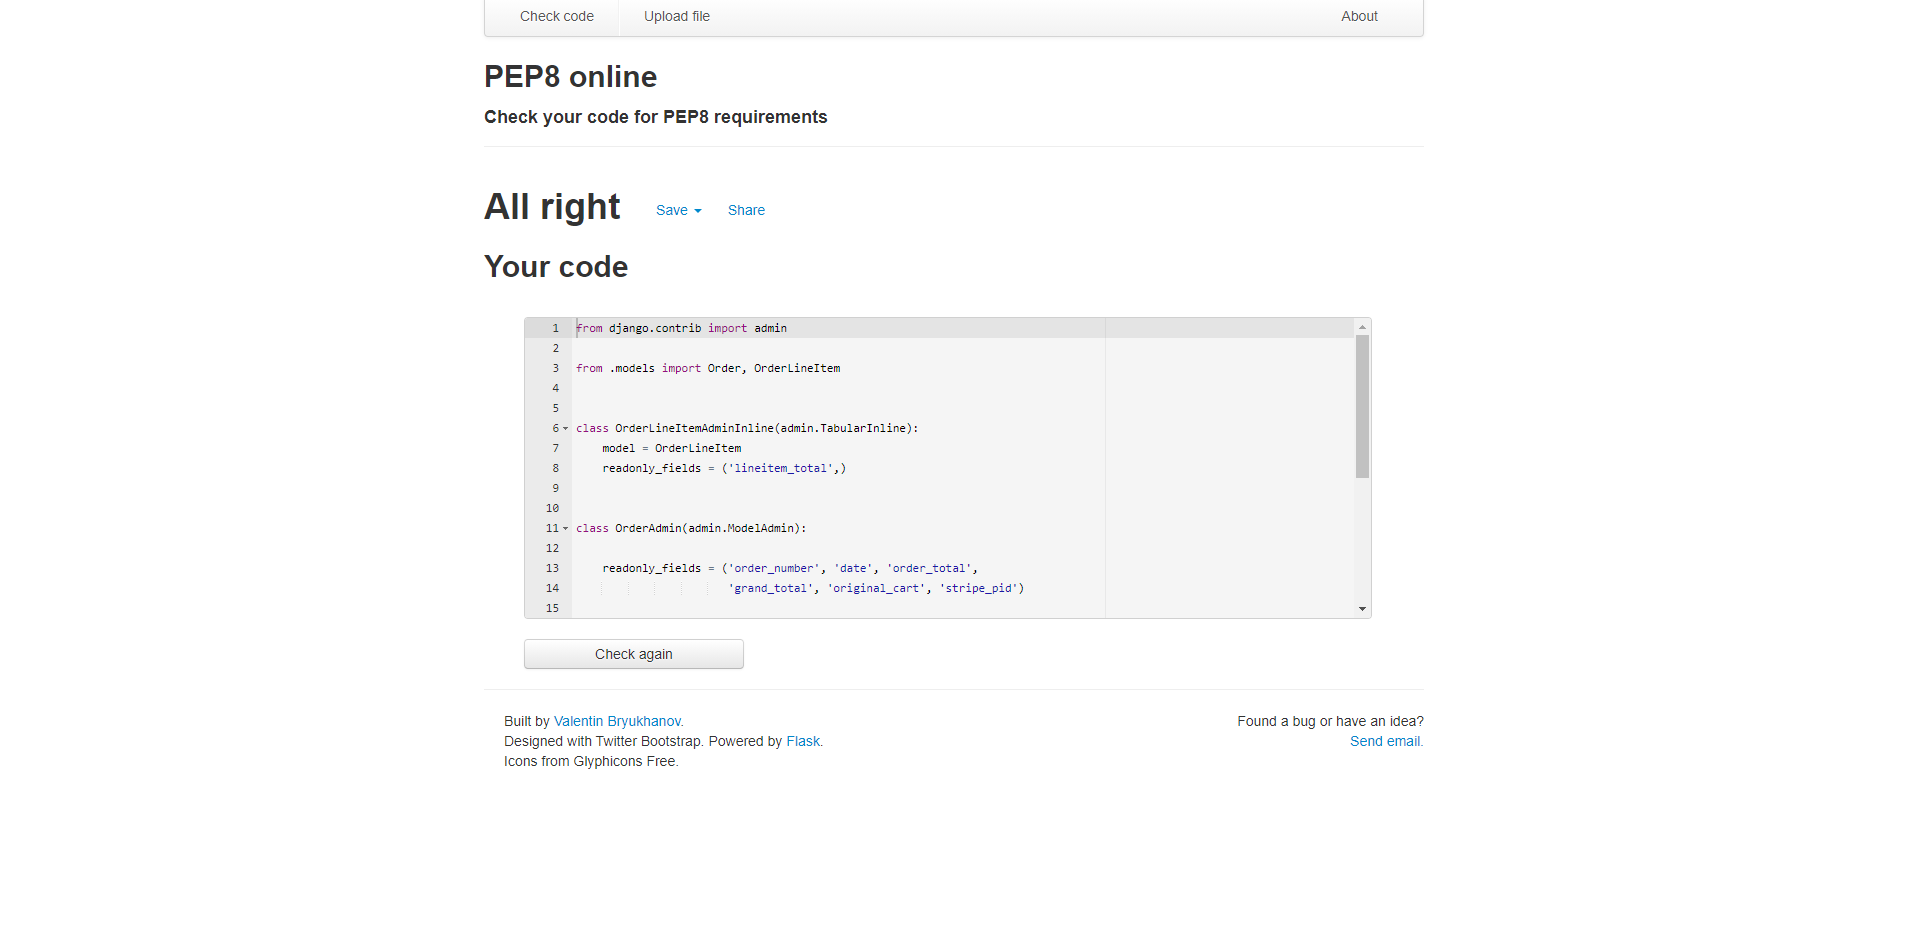 Check code Upload file About
PEP8 online
Check your code for PEP8 requirements
All right Save Share
Your code
1 from django.contrib import admin
2
3 from .models import Order, OrderLineItem
4
5
6 class OrderLineItemAdminInline(admin.TabularInline):
7     model = OrderLineItem
8     readonly_fields = ('lineitem_total',)
9
10
11 class OrderAdmin(admin.ModelAdmin):
12
13     readonly_fields = ('order_number', 'date', 'order_total',
14                        'grand_total', 'original_cart', 'stripe_pid')
15
Check again
Built by Valentin Bryukhanov. Found a bug or have an idea?
Designed with Twitter Bootstrap. Powered by Flask. Send email.
Icons from Glyphicons Free.